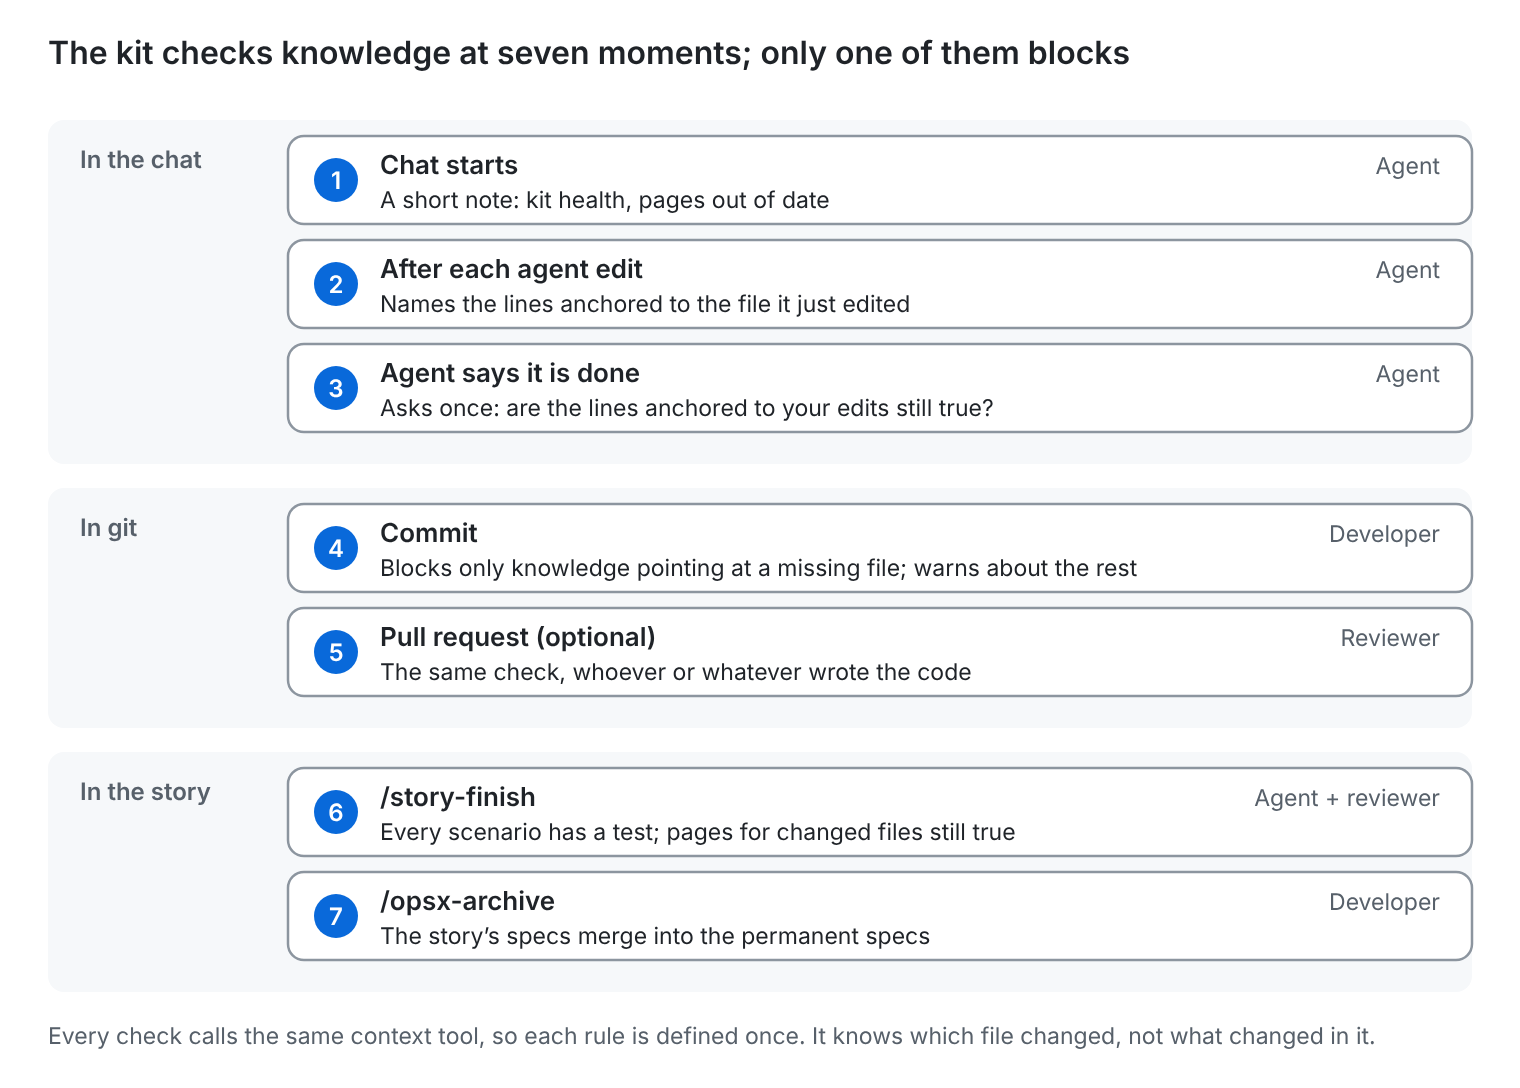 The kit checks knowledge at seven moments; only one of them blocks
In the chat
1
Chat starts
Agent
A short note: kit health, pages out of date
2
After each agent edit
Agent
Names the lines anchored to the file it just edited
3
Agent says it is done
Agent
Asks once: are the lines anchored to your edits still true?
In git
4
Commit
Developer
Blocks only knowledge pointing at a missing file; warns about the rest
5
Pull request (optional)
Reviewer
The same check, whoever or whatever wrote the code
In the story
6
/story-finish
Agent + reviewer
Every scenario has a test; pages for changed files still true
7
/opsx-archive
Developer
The story’s specs merge into the permanent specs
Every check calls the same context tool, so each rule is defined once. It knows which file changed, not what changed in it.